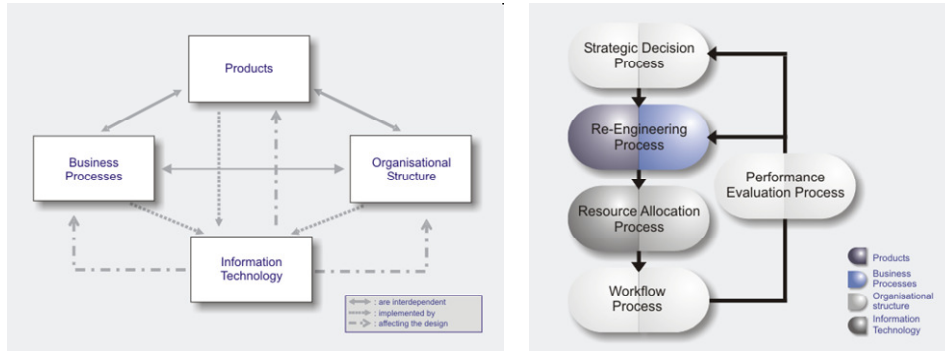 Products
Business
Processes
Organisational
Structure
Information
Technology
: are interdependent
: implemented by
: affecting the design
Strategic Decision
Process
Re-Engineering
Process
Resource Allocation
Process
Workflow
Process
Performance
Evaluation Process
Products
Business
Processes
Organisational
structure
Information
Technology